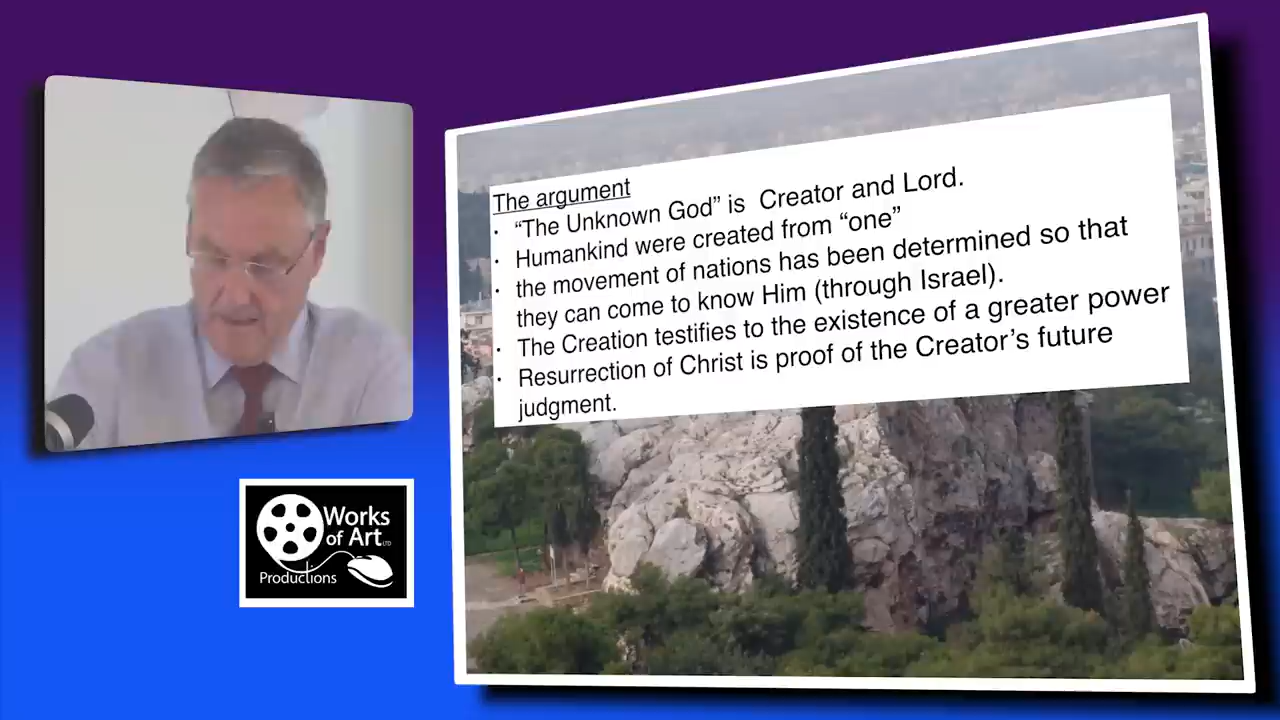 The argument
• “The Unknown God” is Creator and Lord.
• Humankind were created from “one”
• the movement of nations has been determined so that
they can come to know Him (through Israel).
• The Creation testifies to the existence of a greater power
• Resurrection of Christ is proof of the Creator’s future
judgment.
Works
of Art LTD
Productions